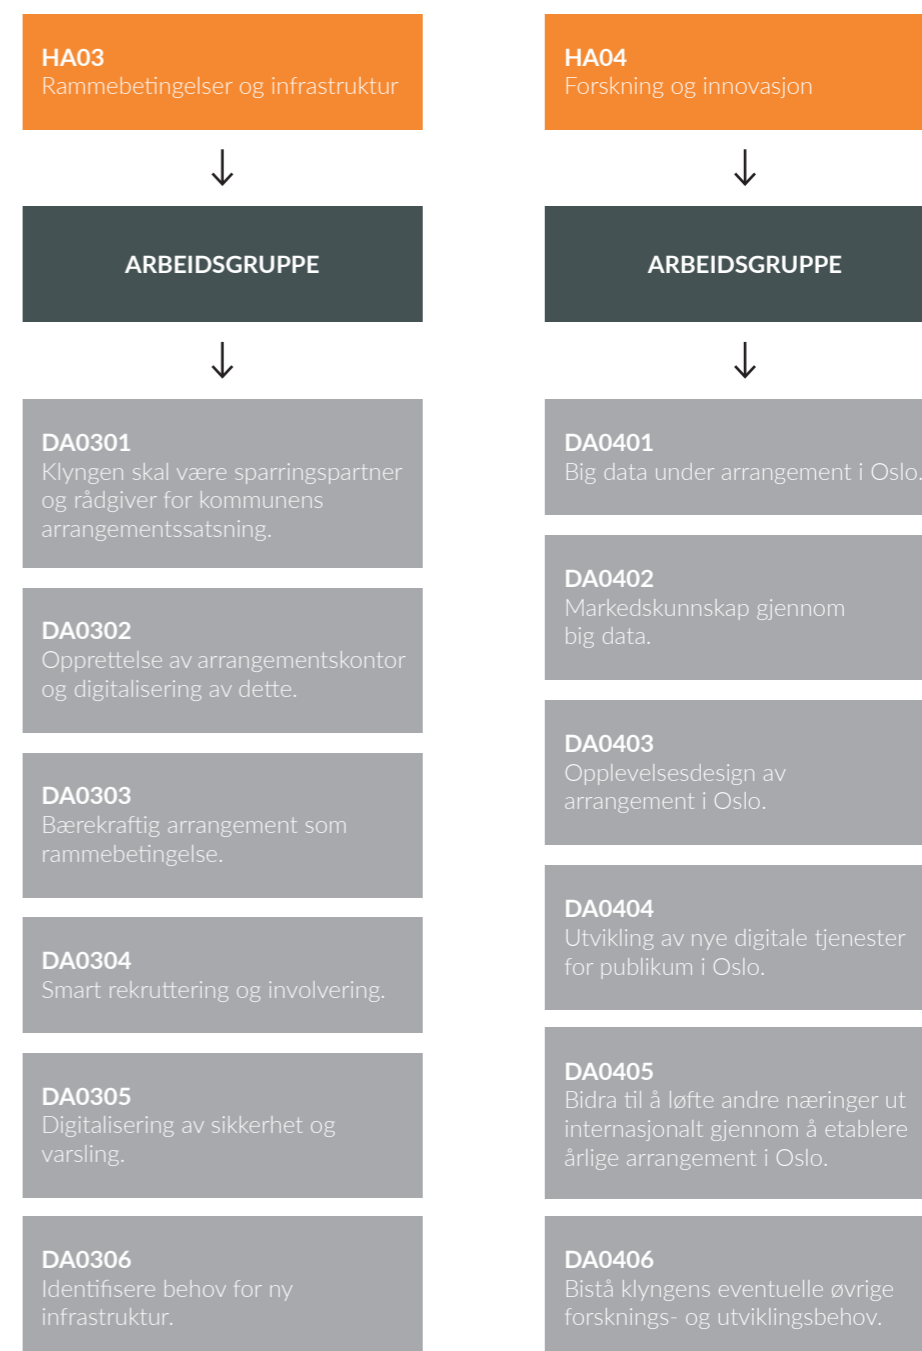 HA03
Rammebetingelser og infrastruktur
ARBEIDSGRUPPE
DA0301
Klyngen skal være sparringspartner
og rådgiver for kommunens
arrangementssatsning.
DA0302
Opprettelse av arrangementskontor
og digitalisering av dette.
DA0303
Bærekraftig arrangement som
rammebetingelse.
DA0304
Smart rekruttering og involvering.
DA0305
Digitalisering av sikkerhet og
varsling.
DA0306
Identifisere behov for ny
infrastruktur.
HA04
Forskning og innovasjon
ARBEIDSGRUPPE
DA0401
Big data under arrangement i Oslo.
DA0402
Markedskunnskap gjennom
big data.
DA0403
Opplevelsesdesign av
arrangement i Oslo.
DA0404
Utvikling av nye digitale tjenester
for publikum i Oslo.
DA0405
Bidra til å løfte andre næringer ut
internasjonalt gjennom å etablere
årlige arrangement i Oslo.
DA0406
Bistå klyngens eventuelle øvrige
forsknings- og utviklingsbehov.